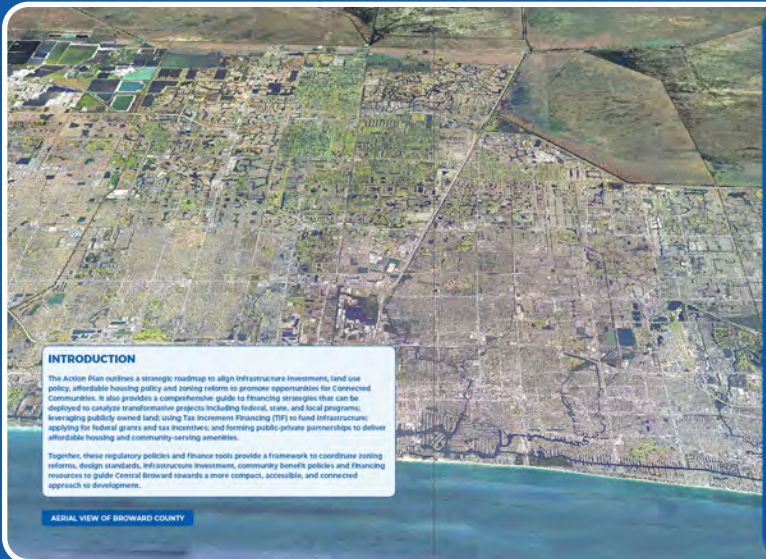 INTRODUCTION
The Action Plan outlines a strategic roadmap to align infrastructure investment, land use
policy, affordable housing policy and zoning reform to promote opportunities for Connected
Communities. It also provides a comprehensive guide to financing strategies that can be
deployed to catalyze transformative projects including federal, state, and local programs;
leveraging publicly owned land; using Tax Increment Financing (TIF) to fund infrastructure;
applying for federal grants and tax incentives; and forming public-private partnerships to deliver
affordable housing and community-serving amenities.
Together, these regulatory policies and finance tools provide a framework to coordinate zoning
reforms, design standards, infrastructure investment, community benefit policies and financing
resources to guide Central Broward towards a more compact, accessible, and connected
approach to development.
AERIAL VIEW OF BROWARD COUNTY